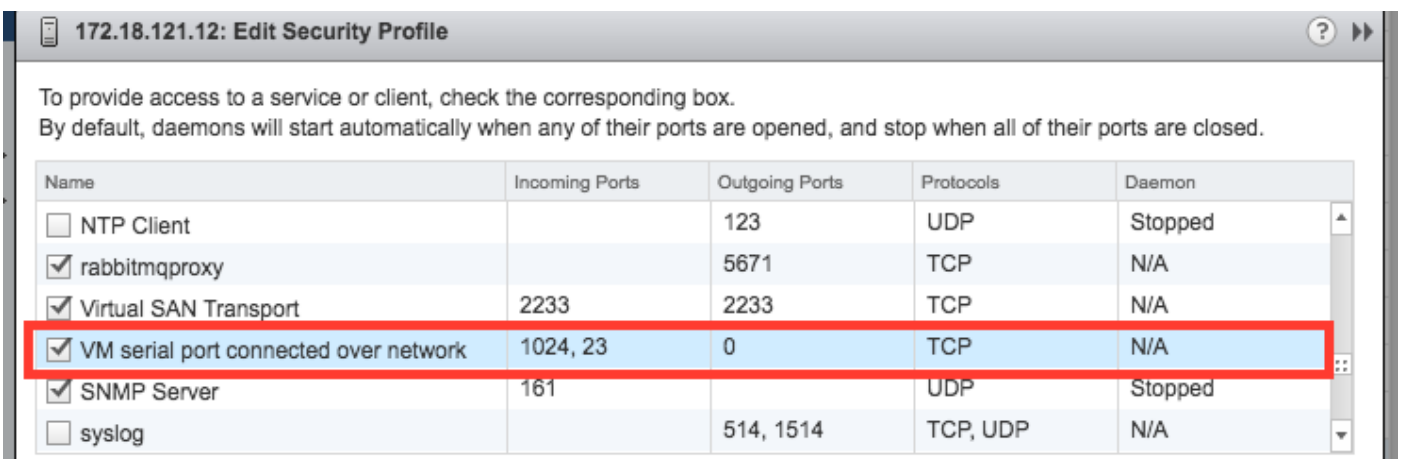 172.18.121.12: Edit Security Profile ?
To provide access to a service or client, check the corresponding box.
By default, daemons will start automatically when any of their ports are opened, and stop when all of their ports are closed.
Name Incoming Ports Outgoing Ports Protocols Daemon
NTP Client 123 UDP Stopped
rabbitmqproxy 5671 TCP N/A
Virtual SAN Transport 2233 2233 TCP N/A
VM serial port connected over network 1024, 23 0 TCP N/A
SNMP Server 161 UDP Stopped
syslog 514, 1514 TCP, UDP N/A